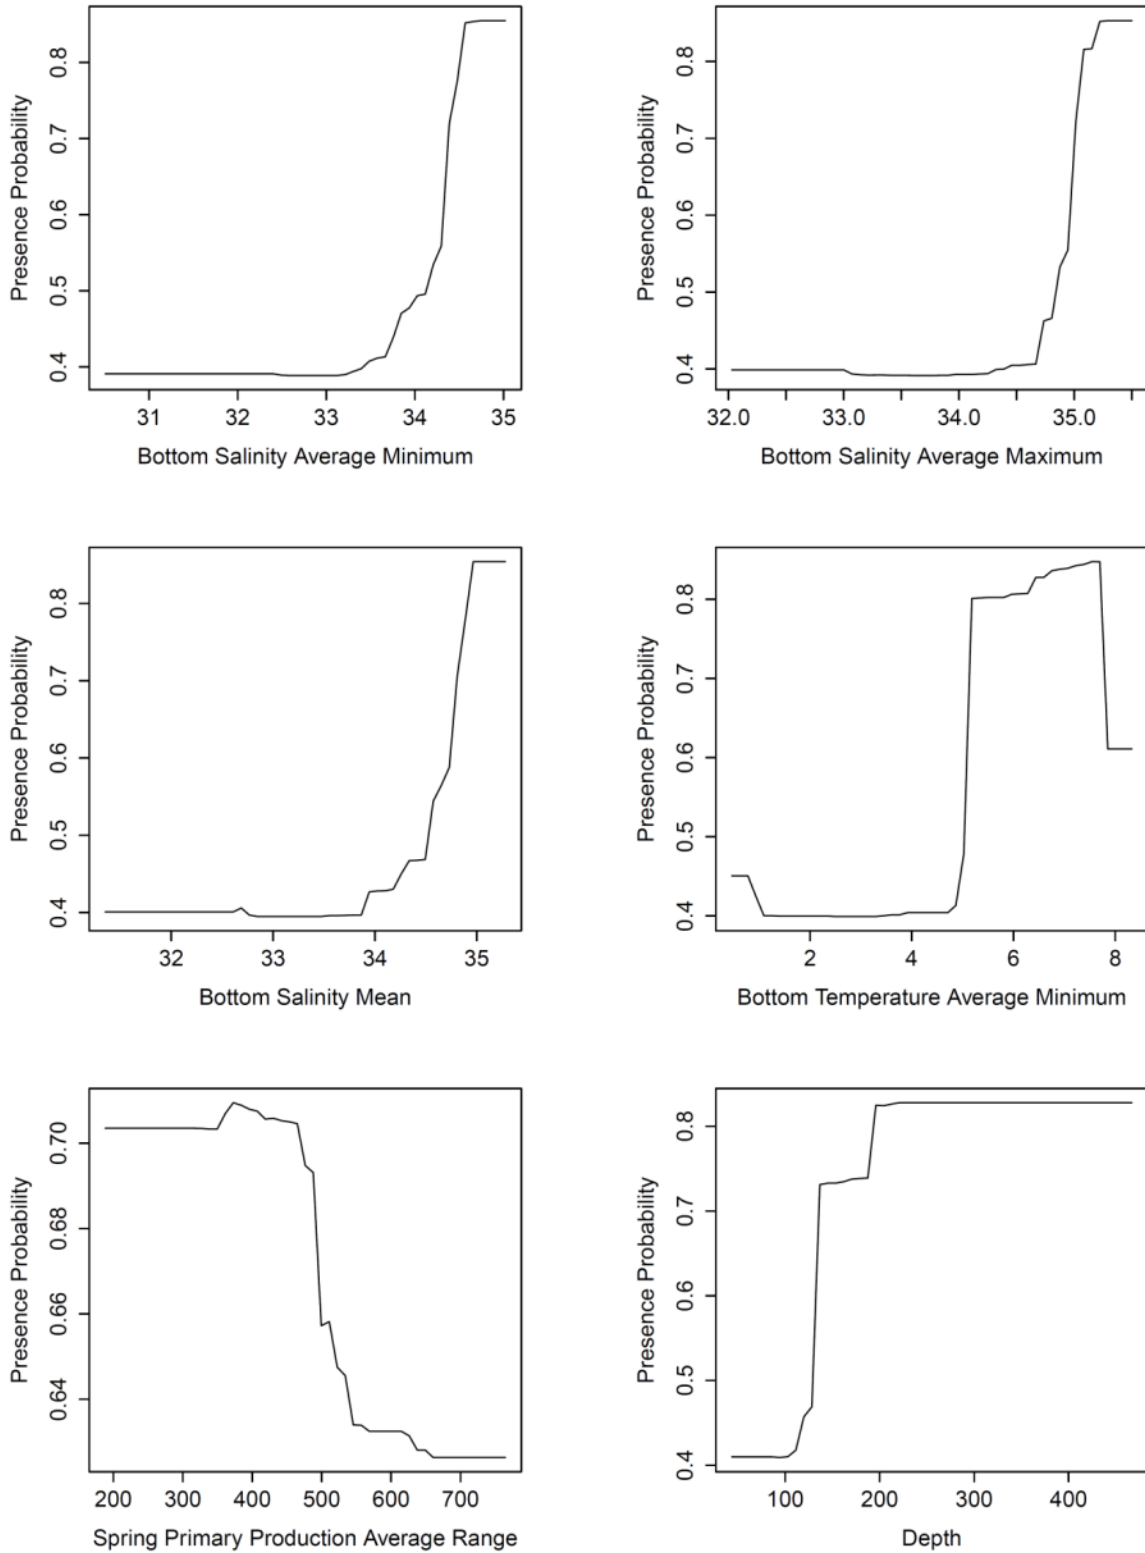 Presence Probability
0.4 0.5 0.6 0.7 0.8
31 32 33 34 35
Bottom Salinity Average Minimum
Presence Probability
0.4 0.5 0.6 0.7 0.8
32.0 33.0 34.0 35.0
Bottom Salinity Average Maximum
Presence Probability
0.4 0.5 0.6 0.7 0.8
32 33 34 35
Bottom Salinity Mean
Presence Probability
0.4 0.5 0.6 0.7 0.8
2 4 6 8
Bottom Temperature Average Minimum
Presence Probability
0.64 0.66 0.68 0.70
200 300 400 500 600 700
Spring Primary Production Average Range
Presence Probability
0.4 0.5 0.6 0.7 0.8
100 200 300 400
Depth